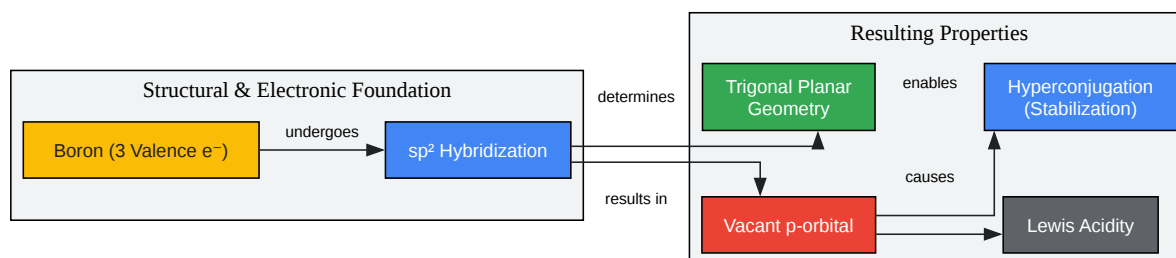 Structural & Electronic Foundation
Boron (3 Valence e⁻)
undergoes
sp² Hybridization
determines
results in
Resulting Properties
Trigonal Planar
Geometry
enables
Hyperconjugation
(Stabilization)
Vacant p-orbital
causes
Lewis Acidity